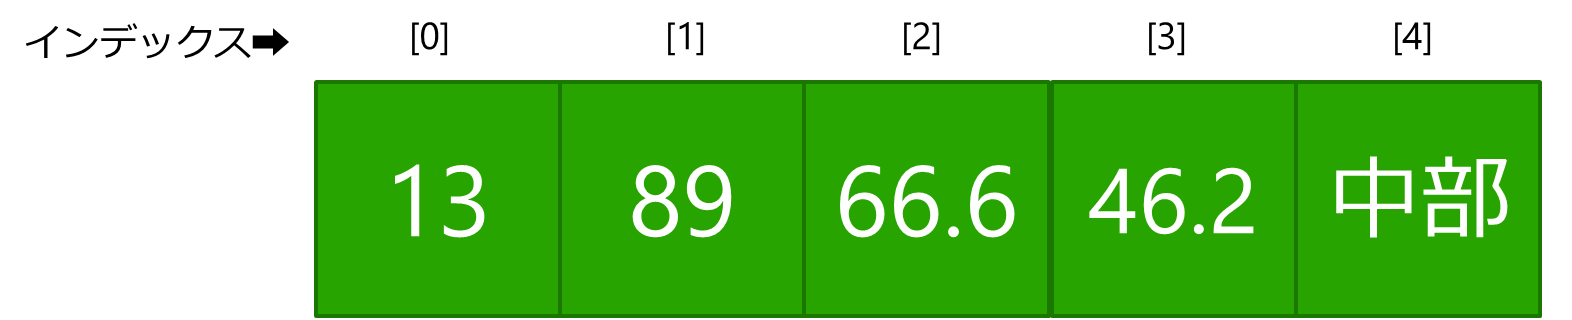 インデックス➡ [0] [1] [2] [3] [4]
13 89 66.6 46.2 中部